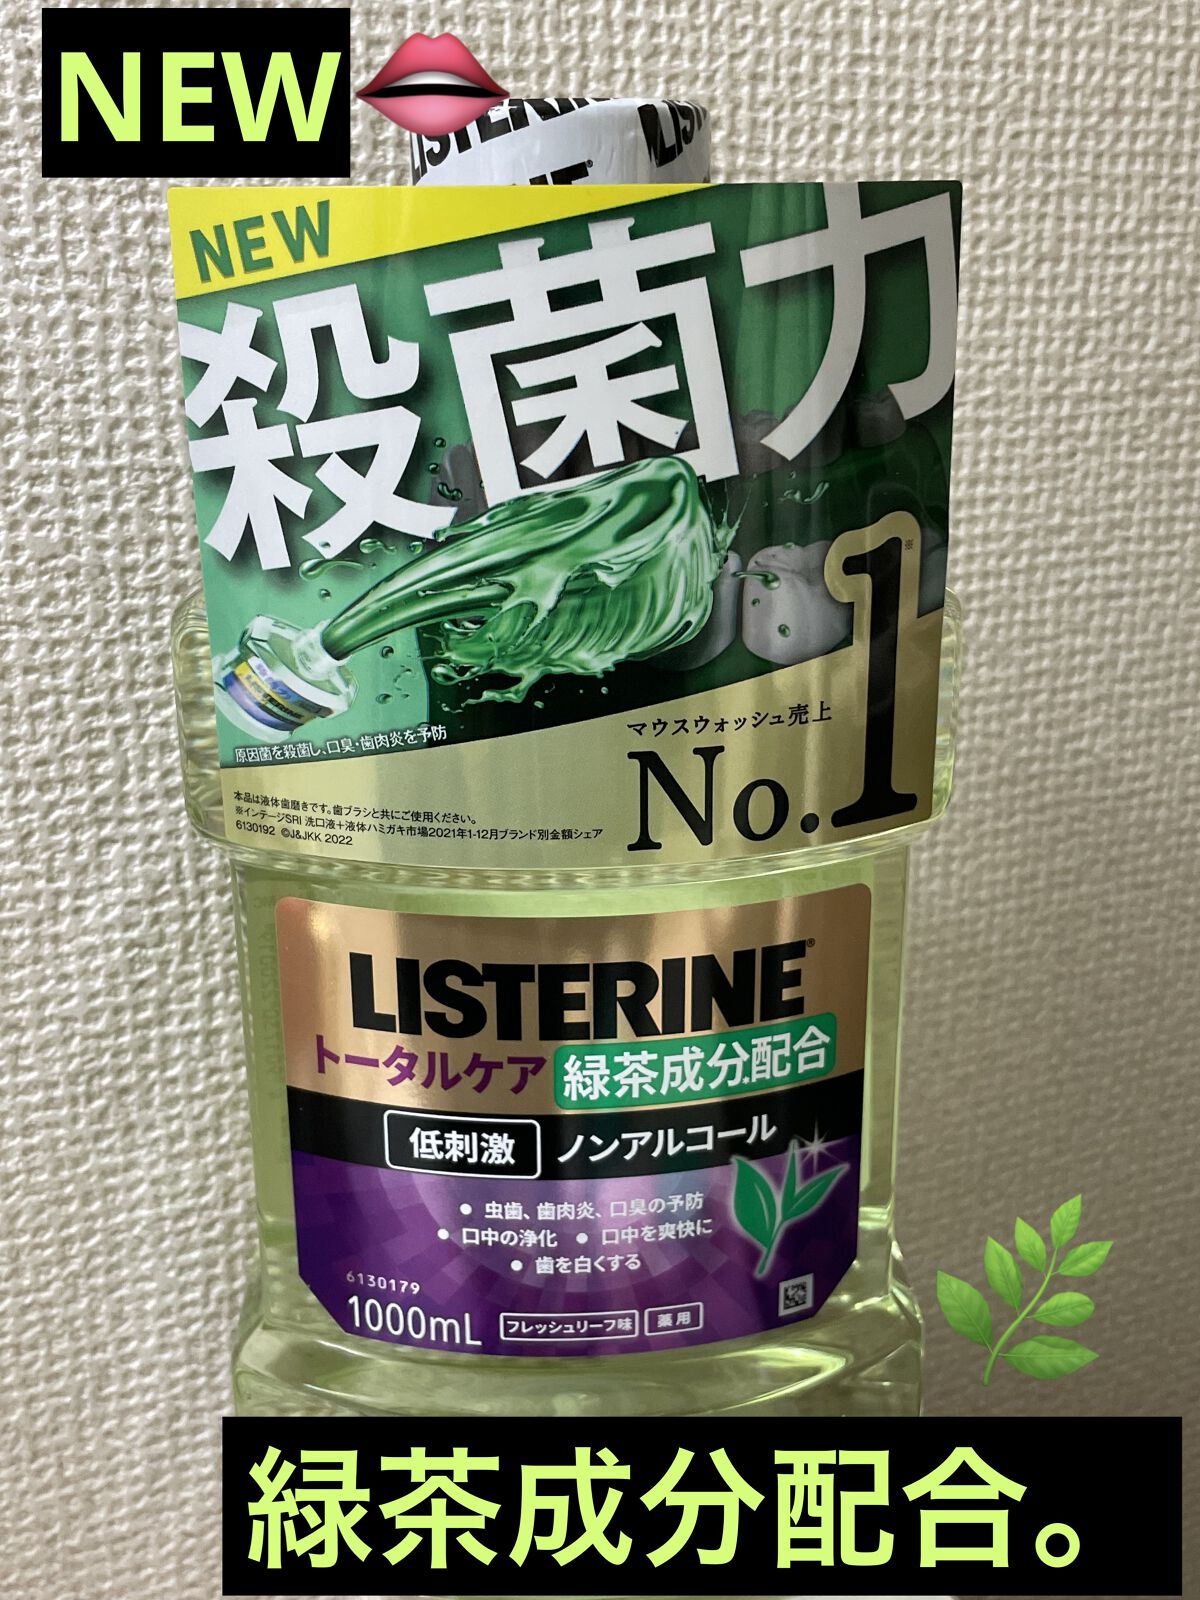 NEW
LISTERINE
LISTERINE
NEW
殺菌力
※
マウスウォッシュ売上
No.1
LISTERINE
原因菌を殺菌し、口臭・歯肉炎を予防
本品は液体歯磨きです。歯ブラシと共にご使用ください。
※インテージSRI 洗口液+液体ハミガキ市場2021年1-12月ブランド別金額シェア
6130192 ©J&JKK 2022
LISTERINE®
トータルケア 緑茶成分*配合
低刺激 ノンアルコール
● 虫歯、歯肉炎、口臭の予防
● 口中の浄化 ● 口中を爽快に
● 歯を白くする
6130179
1000mL フレッシュリーフ味 薬用
緑茶成分配合。